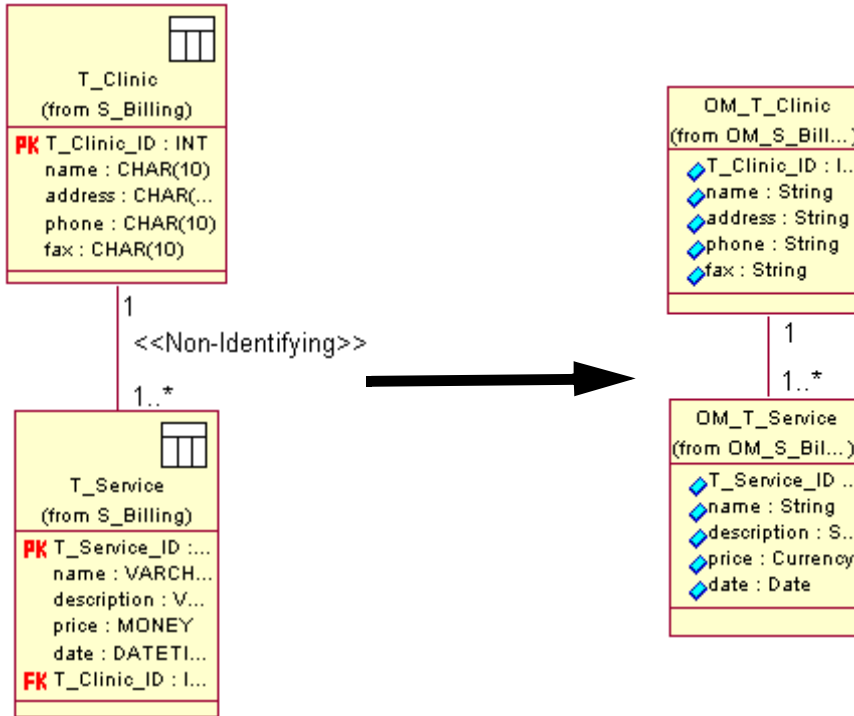 T_Clinic
(from S_Billing)
PK T_Clinic_ID : INT
name : CHAR(10)
address : CHAR(...
phone : CHAR(10)
fax : CHAR(10)
1
<<Non-Identifying>>
1..*
T_Service
(from S_Billing)
PK T_Service_ID :...
name : VARCH...
description : V...
price : MONEY
date : DATETI...
FK T_Clinic_ID : I...
OM_T_Clinic
(from OM_S_Bill...)
T_Clinic_ID : I...
name : String
address : String
phone : String
fax : String
1
1..*
OM_T_Service
(from OM_S_Bil...)
T_Service_ID ...
name : String
description : S...
price : Currency
date : Date